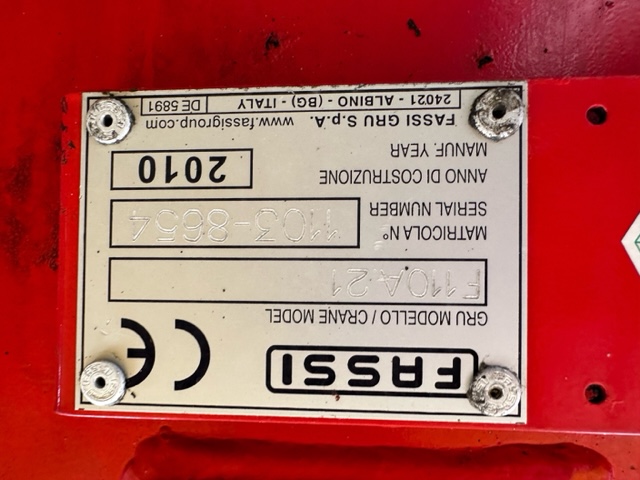 FASSI
CE
GRU MODELLO / CRANE MODEL
F110A.21
MATRICOLA N°
SERIAL NUMBER
1103-8654
ANNO DI COSTRUZIONE
MANUF. YEAR
2010
FASSI GRU S.p.A. www.fassigroup.com
24021 - ALBINO - (BG) - ITALY DE 5891